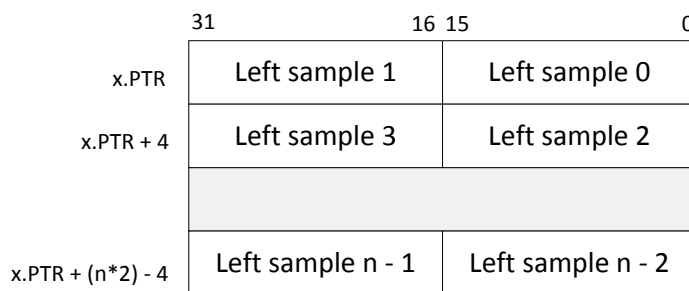 31 16 15 0
x.PTR Left sample 1 Left sample 0
x.PTR + 4 Left sample 3 Left sample 2
x.PTR + (n*2) - 4 Left sample n - 1 Left sample n - 2